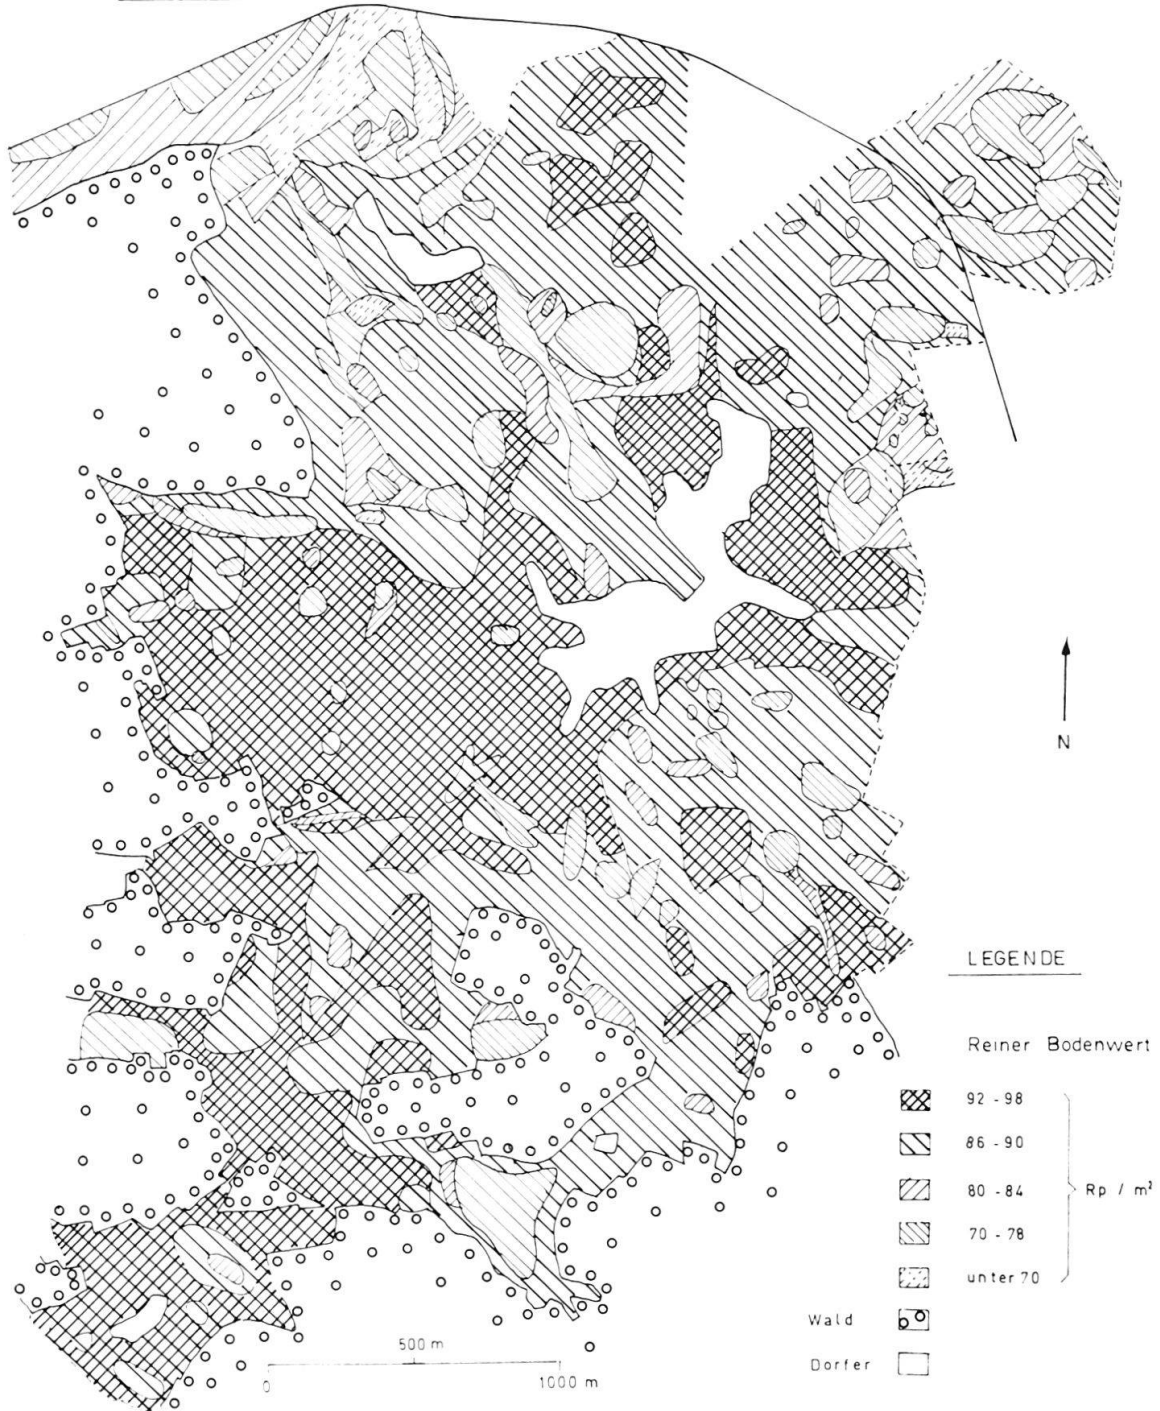 N
LEGENDE
Reiner Bodenwert
92 - 98
86 - 90
80 - 84
70 - 78
unter 70
Rp / m²
Wald
Dorfer
500 m
0
1000 m